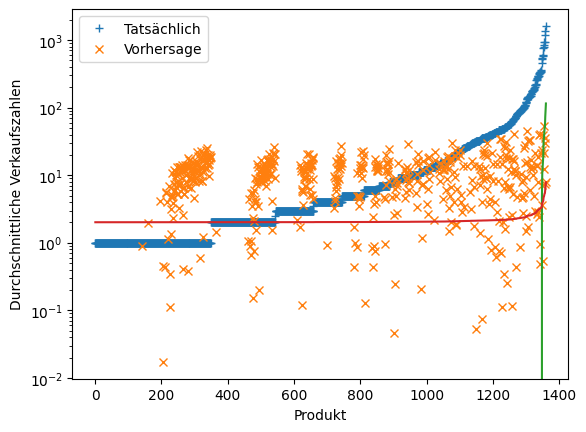 Tatsächlich
Vorhersage
Durchschnittliche Verkaufszahlen
10³
10²
10¹
10⁰
10⁻¹
10⁻²
0 200 400 600 800 1000 1200 1400
Produkt